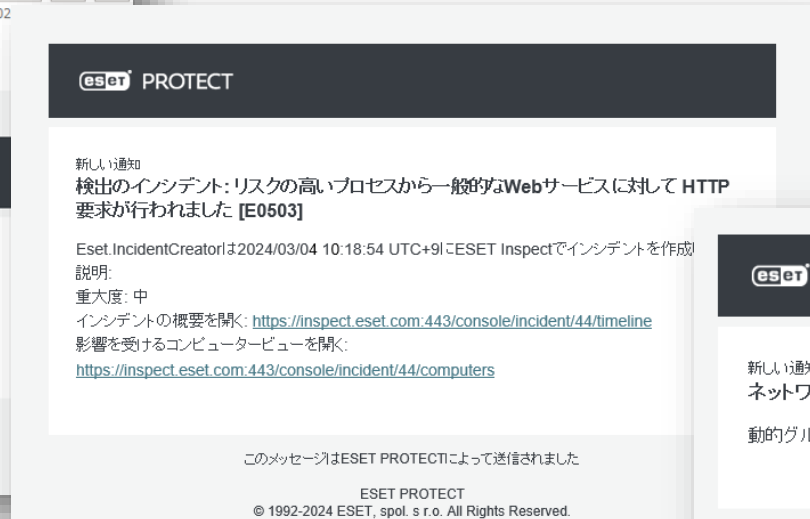 02
eset PROTECT
新しい通知
検出のインシデント: リスクの高いプロセスから一般的なWebサービスに対して HTTP
要求が行われました [E0503]
Eset.IncidentCreatorは2024/03/04 10:18:54 UTC+9にESET Inspectでインシデントを作成
説明:
重大度: 中
インシデントの概要を開く: https://inspect.eset.com:443/console/incident/44/timeline
影響を受けるコンピュータービューを開く:
https://inspect.eset.com:443/console/incident/44/computers
このメッセージはESET PROTECTによって送信されました
ESET PROTECT
© 1992-2024 ESET, spol. s r.o. All Rights Reserved.
eset
新しい通知
ネットワ
動的グル